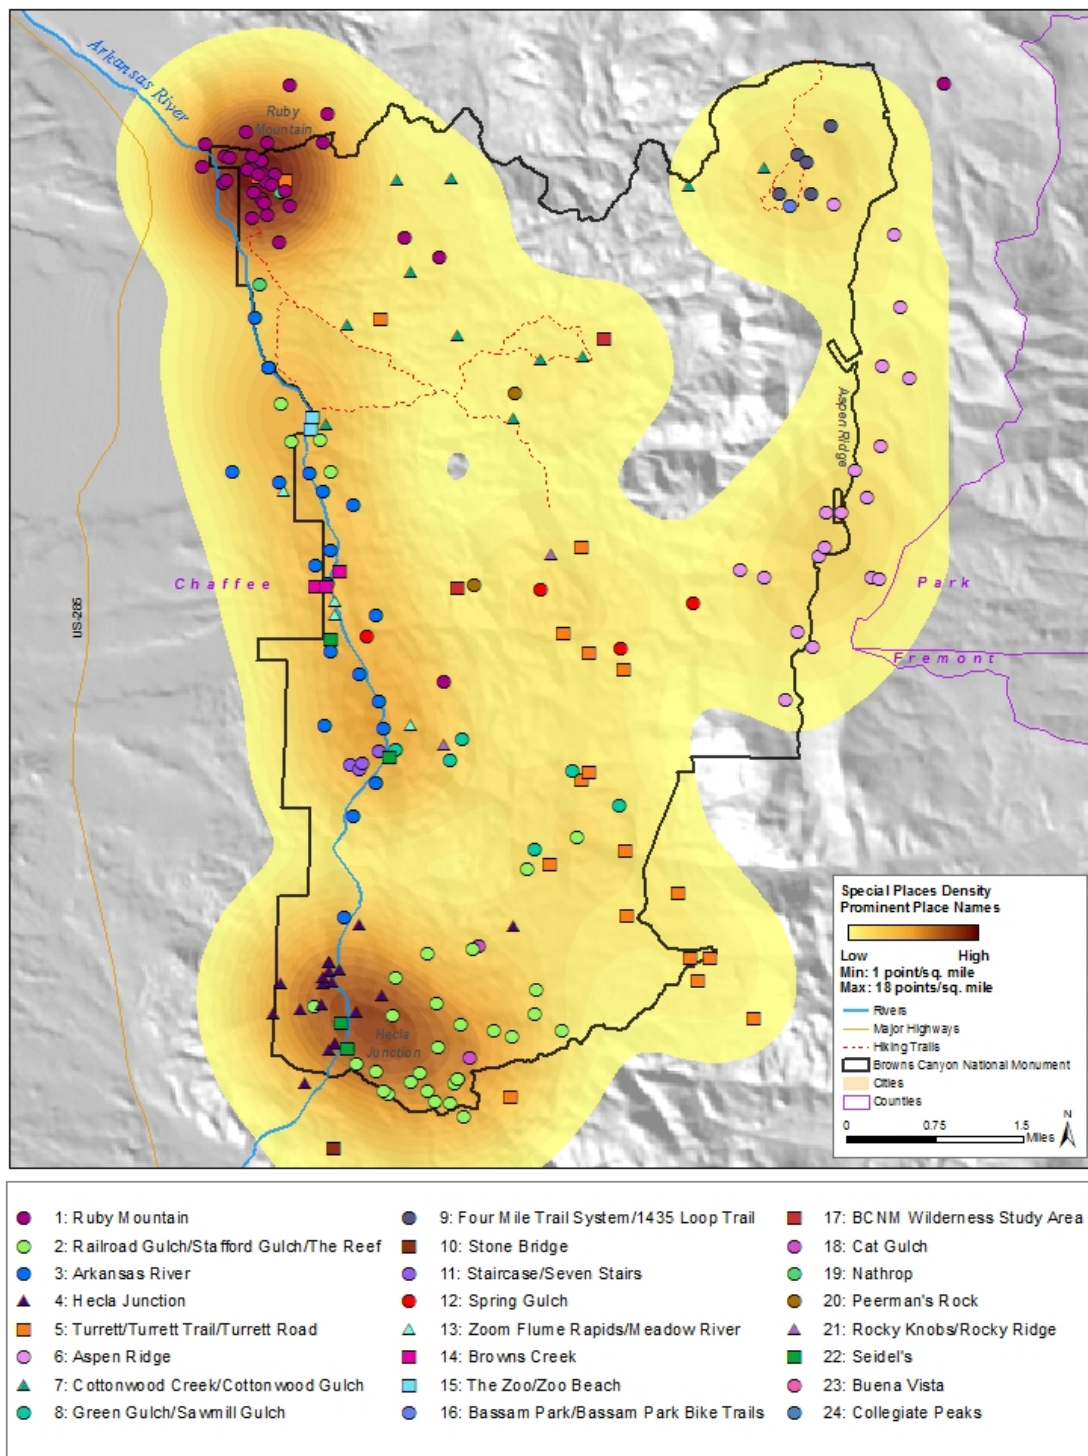 Arkansas River
Ruby
Mountain
Aspen Ridge
Chaffee
US-285
Park
Fremont
Hecla
Junction
Special Places Density
Prominent Place Names
Low High
Min: 1 point/sq. mile
Max: 18 points/sq. mile
Rivers
Major Highways
Hiking Trails
Browns Canyon National Monument
Cities
Counties
N
0 0.75 1.5
Miles
1: Ruby Mountain
2: Railroad Gulch/Stafford Gulch/The Reef
3: Arkansas River
4: Hecla Junction
5: Turrett/Turrett Trail/Turrett Road
6: Aspen Ridge
7: Cottonwood Creek/Cottonwood Gulch
8: Green Gulch/Sawmill Gulch
9: Four Mile Trail System/1435 Loop Trail
10: Stone Bridge
11: Staircase/Seven Stairs
12: Spring Gulch
13: Zoom Flume Rapids/Meadow River
14: Browns Creek
15: The Zoo/Zoo Beach
16: Bassam Park/Bassam Park Bike Trails
17: BCNM Wilderness Study Area
18: Cat Gulch
19: Nathrop
20: Peerman's Rock
21: Rocky Knobs/Rocky Ridge
22: Seidel's
23: Buena Vista
24: Collegiate Peaks